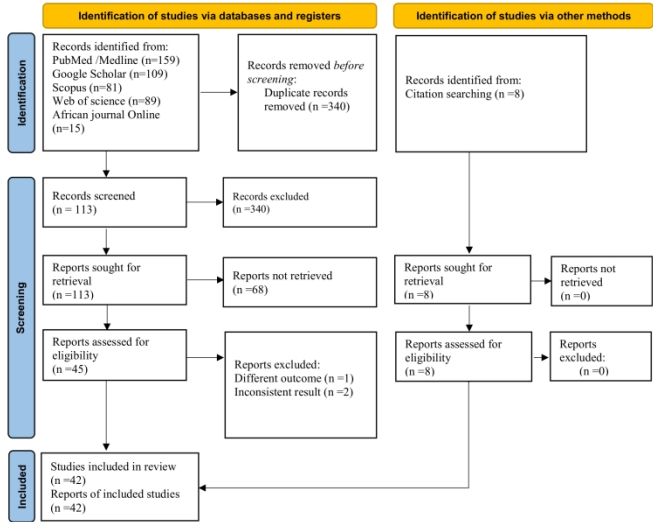 Identification of studies via databases and registers
Identification of studies via other methods
Identification
Records identified from:
PubMed /Medline (n=159)
Google Scholar (n=109)
Scopus (n=81)
Web of science (n=89)
African journal Online
(n=15)
Records removed before
screening:
Duplicate records
removed (n =340)
Records identified from:
Citation searching (n =8)
Screening
Records screened
(n = 113)
Records excluded
(n =340)
Reports sought for
retrieval
(n =113)
Reports not retrieved
(n =68)
Reports sought for
retrieval
(n =8)
Reports not
retrieved
(n =0)
Reports assessed for
eligibility
(n =45)
Reports excluded:
Different outcome (n =1)
Inconsistent result (n =2)
Reports assessed for
eligibility
(n =8)
Reports
excluded:
(n =0)
Included
Studies included in review
(n =42)
Reports of included studies
(n =42)